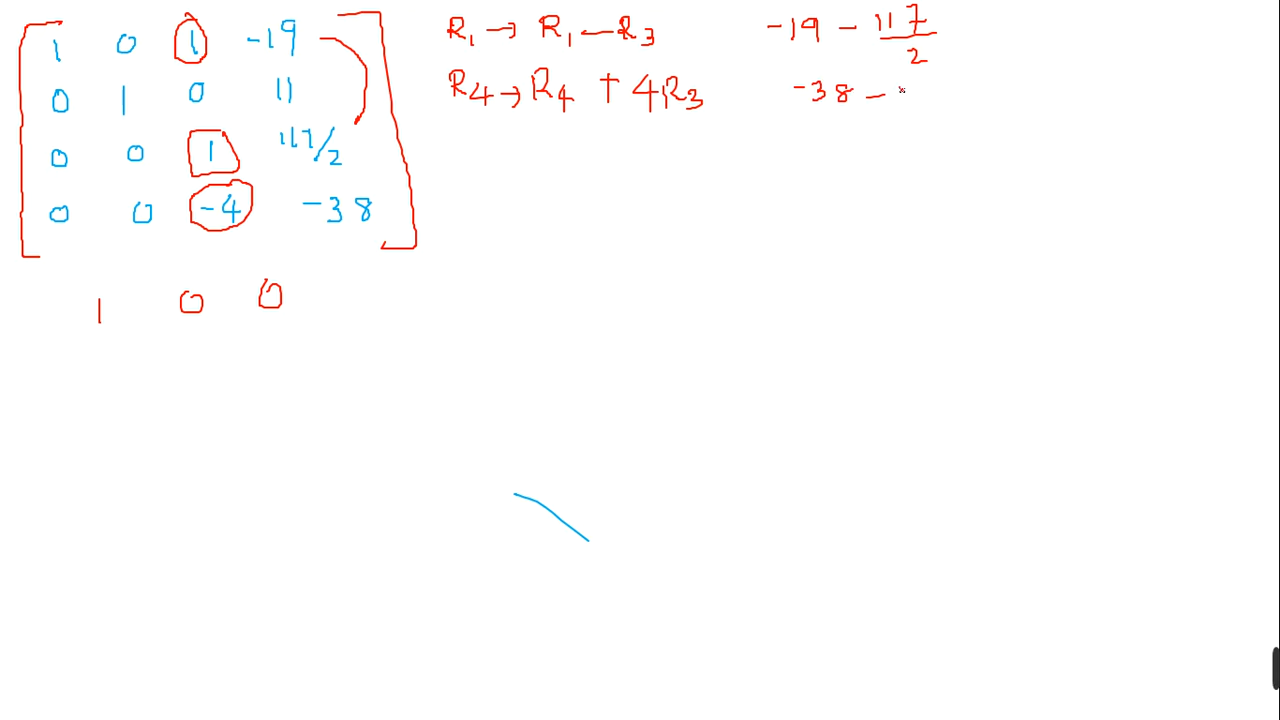 1 0 1 -19 R1 → R1 - R3 -19 - 117/2
0 1 0 11 R4 → R4 + 4R3 -38 -
0 0 1 117/2
0 0 -4 -38
1 0 0